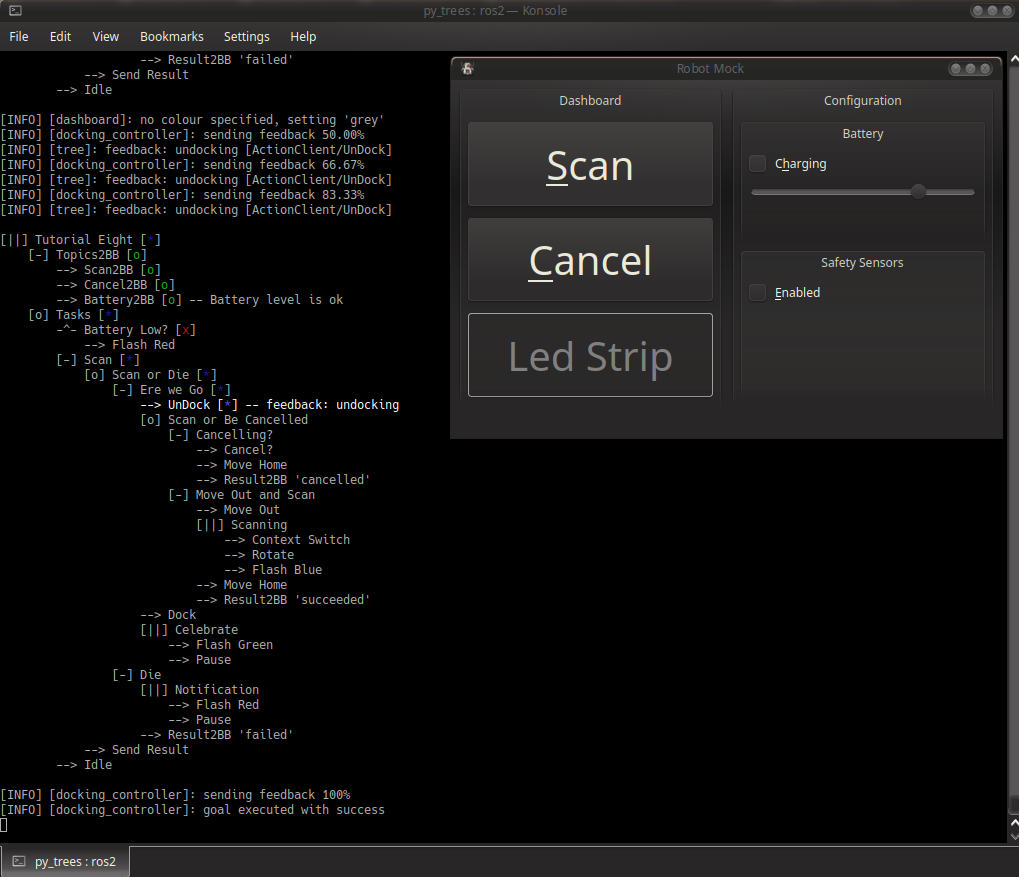 py_trees : ros2 — Konsole
File Edit View Bookmarks Settings Help
--> Result2BB 'failed'
--> Send Result
--> Idle
[INFO] [dashboard]: no colour specified, setting 'grey'
[INFO] [docking_controller]: sending feedback 50.00%
[INFO] [tree]: feedback: undocking [ActionClient/UnDock]
[INFO] [docking_controller]: sending feedback 66.67%
[INFO] [tree]: feedback: undocking [ActionClient/UnDock]
[INFO] [docking_controller]: sending feedback 83.33%
[INFO] [tree]: feedback: undocking [ActionClient/UnDock]
[||] Tutorial Eight [*]
[-] Topics2BB [o]
--> Scan2BB [o]
--> Cancel2BB [o]
--> Battery2BB [o] -- Battery level is ok
[o] Tasks [*]
-^- Battery Low? [x]
--> Flash Red
[-] Scan [*]
[o] Scan or Die [*]
[-] Ere we Go [*]
--> UnDock [*] -- feedback: undocking
[o] Scan or Be Cancelled
[-] Cancelling?
--> Cancel?
--> Move Home
--> Result2BB 'cancelled'
[-] Move Out and Scan
--> Move Out
[||] Scanning
--> Context Switch
--> Rotate
--> Flash Blue
--> Move Home
--> Result2BB 'succeeded'
--> Dock
[||] Celebrate
--> Flash Green
--> Pause
[-] Die
[||] Notification
--> Flash Red
--> Pause
--> Result2BB 'failed'
--> Send Result
--> Idle
[INFO] [docking_controller]: sending feedback 100%
[INFO] [docking_controller]: goal executed with success
Robot Mock
Dashboard
Scan
Cancel
Led Strip
Configuration
Battery
Charging
Safety Sensors
Enabled
py_trees : ros2